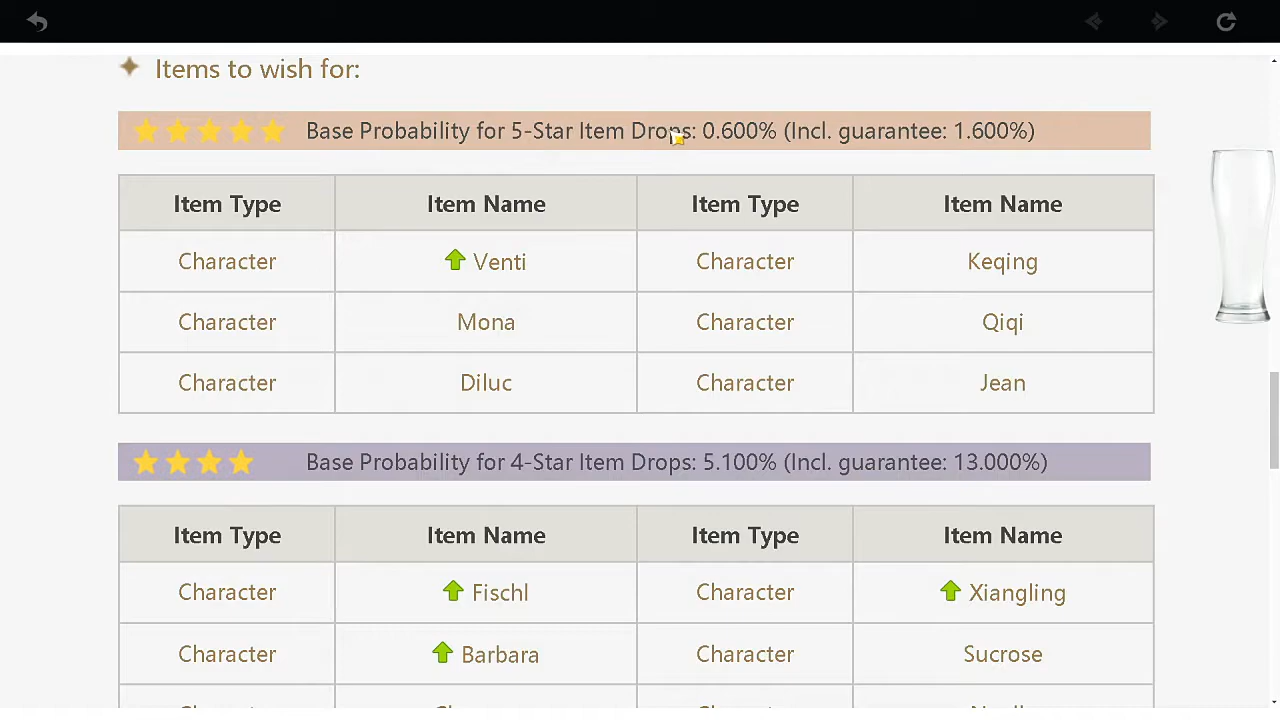 Items to wish for:
Base Probability for 5-Star Item Drops: 0.600% (Incl. guarantee: 1.600%)
Item Type Item Name Item Type Item Name
Character Venti Character Keqing
Character Mona Character Qiqi
Character Diluc Character Jean
Base Probability for 4-Star Item Drops: 5.100% (Incl. guarantee: 13.000%)
Item Type Item Name Item Type Item Name
Character Fischl Character Xiangling
Character Barbara Character Sucrose